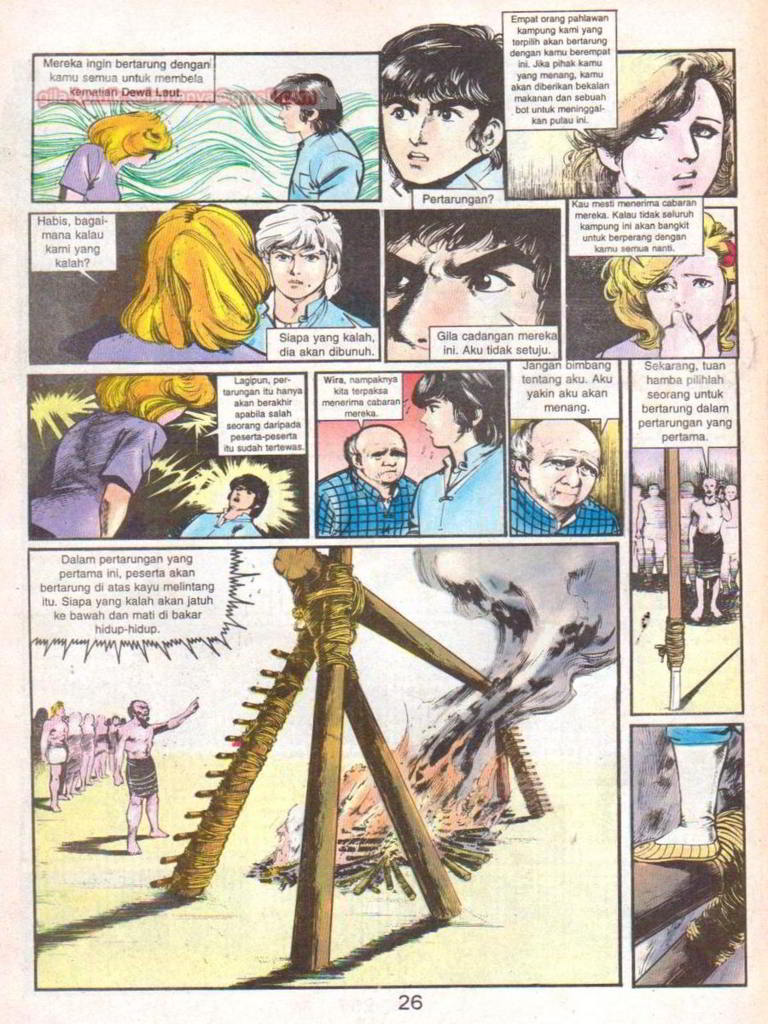 Mereka ingin bertarung dengan
kamu semua untuk membela
kematian Dewa Laut.
Pertarungan?
Empat orang pahlawan
kampung kami yang
terpilih akan bertarung
dengan kamu berempat
ini. Jika pihak kamu
yang menang, kamu
akan diberikan bekalan
makanan dan sebuah
bot untuk meninggal-
kan pulau ini.
Habis, bagai-
mana kalau
kami yang
kalah?
Siapa yang kalah,
dia akan dibunuh.
Gila cadangan mereka
ini. Aku tidak setuju.
Kau mesti menerima cabaran
mereka. Kalau tidak seluruh
kampung ini akan bangkit
untuk berperang dengan
kamu semua nanti.
Lagipun, per-
tarungan itu hanya
akan berakhir
apabila salah
seorang daripada
peserta-peserta
itu sudah tertewas.
Wira, nampaknya
kita terpaksa
menerima cabaran
mereka.
Jangan bimbang
tentang aku. Aku
yakin aku akan
menang.
Sekarang, tuan
hamba pilihlah
seorang untuk
bertarung dalam
pertarungan yang
pertama.
Dalam pertarungan yang
pertama ini, peserta akan
bertarung di atas kayu melintang
itu. Siapa yang kalah akan jatuh
ke bawah dan mati di bakar
hidup-hidup.
26